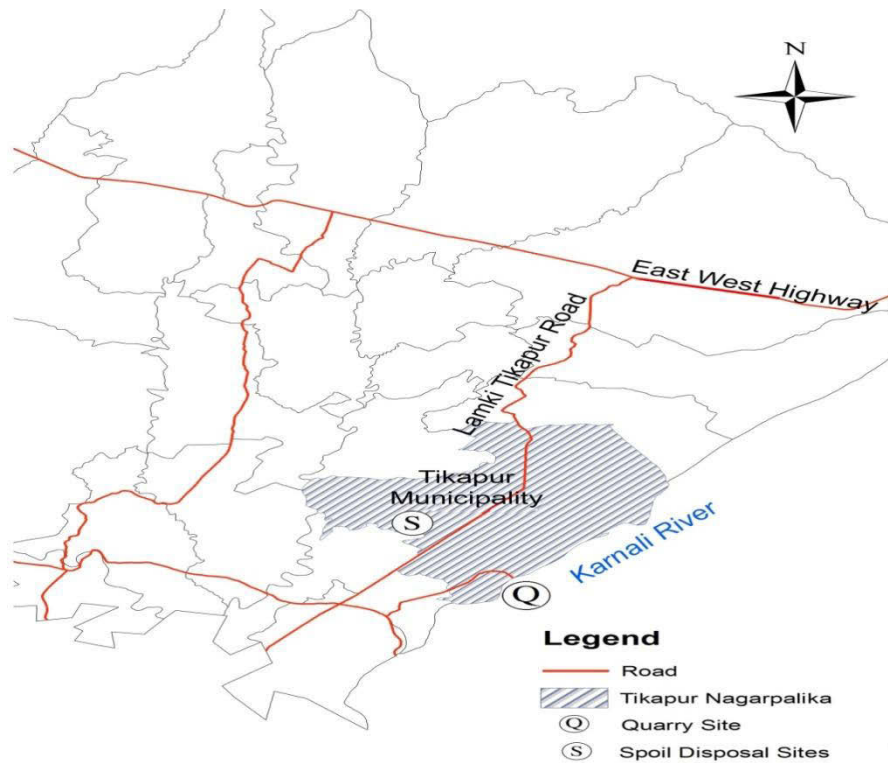 N
East West Highway
Lamki Tikapur Road
Tikapur
Municipality
S
Karnali River
Q
Legend
Road
Tikapur Nagarpalika
Q Quarry Site
S Spoil Disposal Sites